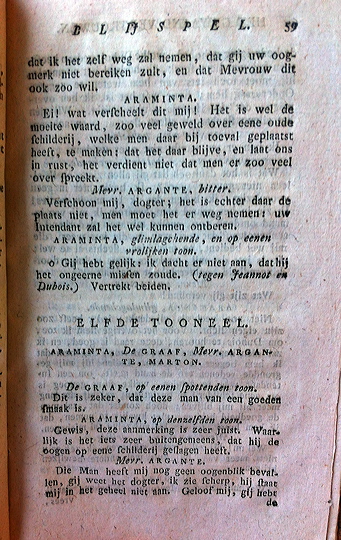 BLIJSPEL. 59
dat ik het zelf weg zal nemen, dat gij uw oog-
merk niet bereiken zult, en dat Mevrouw dit
ook zoo wil.
ARAMINTA.
Ei! wat verscheelt dit mij! Het is wel de
moeite waard, zoo veel geweld over eene oude
schilderij, welke men daar bij toeval geplaatst
heeft, te maken: dat het daar blijve, en laat ons
in rust, het verdient niet dat men er zoo veel
over spreekt.
Mevr. ARGANTE, bitter.
Verschoon mij, dogter; het is echter daar de
plaats niet, men moet het er weg nemen: uw
Intendant zal het wel kunnen ontberen.
ARAMINTA, glimlagchende, en op eenen
vrolijken toon.
o Gij hebt gelijk: ik dacht er niet aan, dat hij
het ongeerne missen zoude. (tegen Jeannot en
Dubois.) Vertrekt beiden.
ELFDE TOONEEL.
ARAMINTA, De GRAAF, Mevr. ARGAN-
TE, MARTON.
De GRAAF, op eenen spottenden toon.
Dit is zeker, dat deze man van een goeden
smaak is.
ARAMINTA, op denzelfden toon.
Gewis, deze aanmerking is zeer juist. Waar-
lijk is het iets zeer buitengemeens, dat hij de
oogen op eene schilderij geslagen heeft.
Mevr. ARGANTE.
Die Man heeft mij nog geen oogenblik beval-
len, gij weet het dogter, ik zie scherp, hij staat
mij in het geheel niet aan. Geloof mij, gij hebt
de